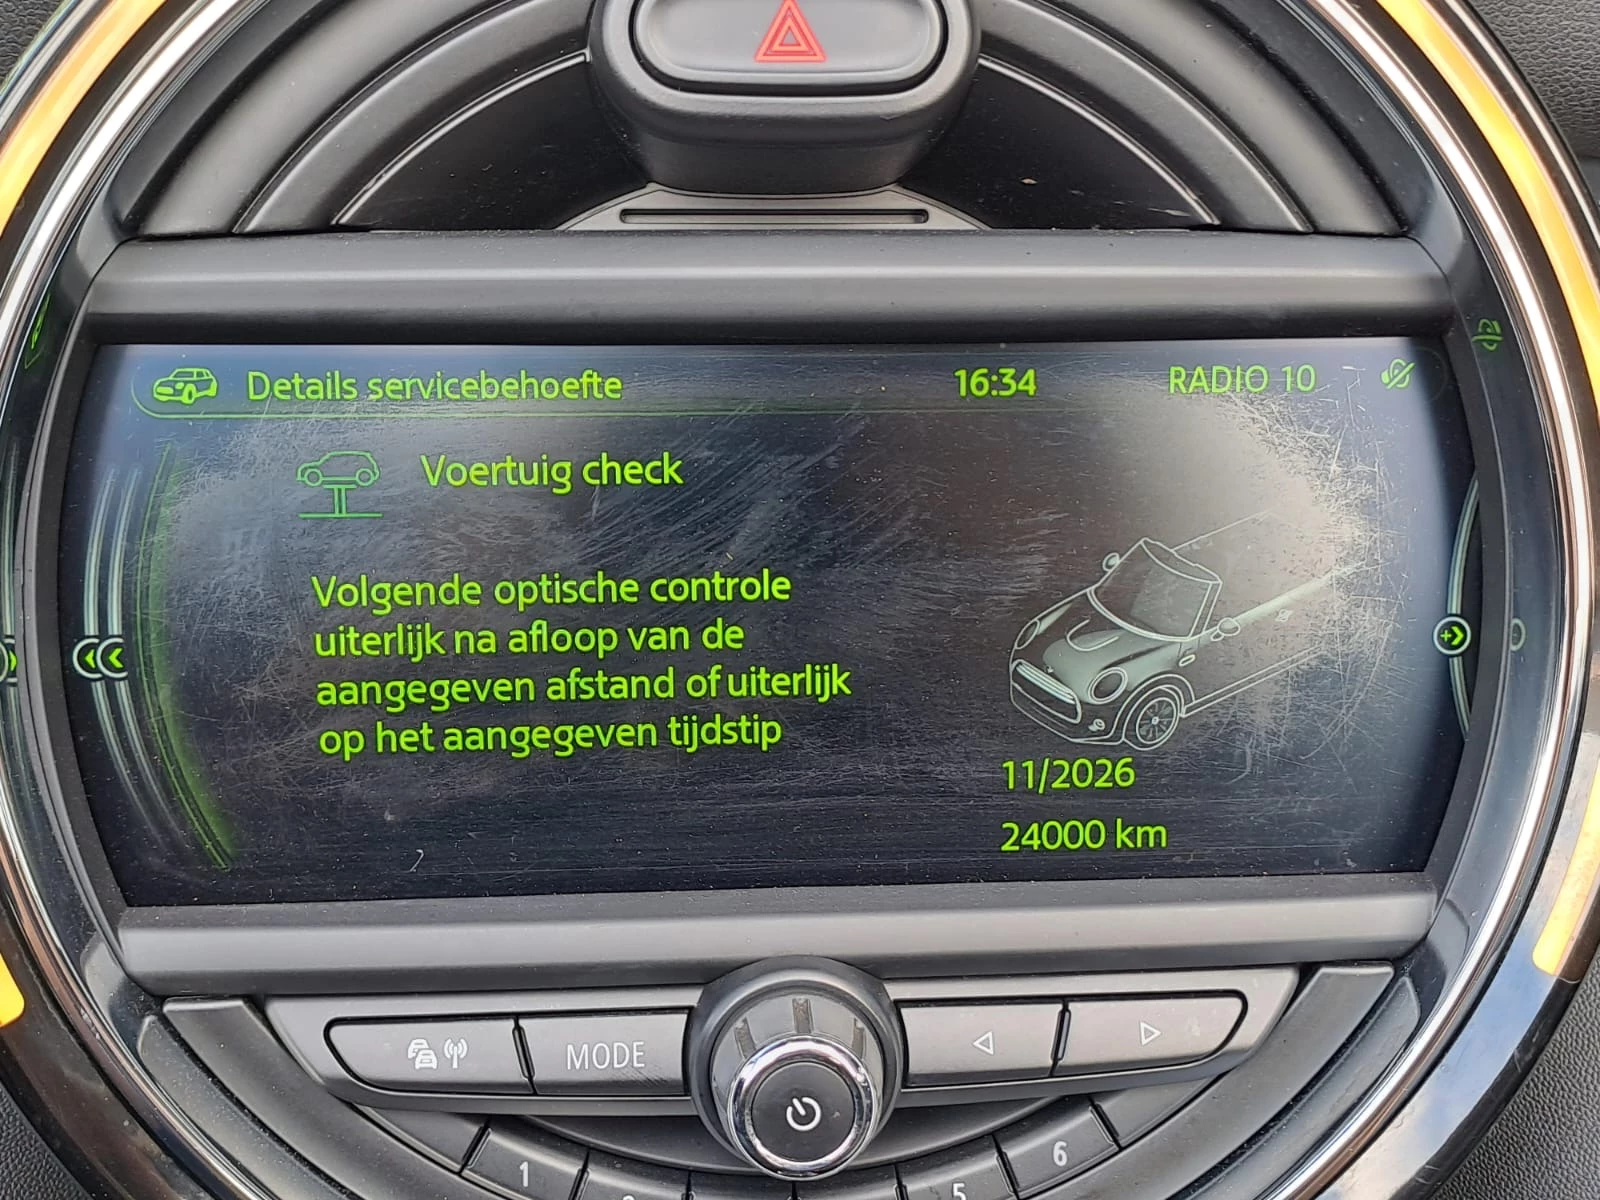 Details servicebehoefte 16:34 RADIO 10
Voertuig check
Volgende optische controle
uiterlijk na afloop van de
aangegeven afstand of uiterlijk
op het aangegeven tijdstip
11/2026
24000 km
MODE
1
6
5